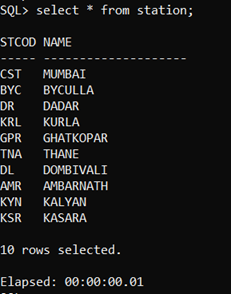 SQL> select * from station;
STCOD NAME
----- --------------------
CST   MUMBAI
BYC   BYCULLA
DR    DADAR
KRL   KURLA
GPR   GHATKOPAR
TNA   THANE
DL    DOMBIVALI
AMR   AMBARNATH
KYN   KALYAN
KSR   KASARA
10 rows selected.
Elapsed: 00:00:00.01